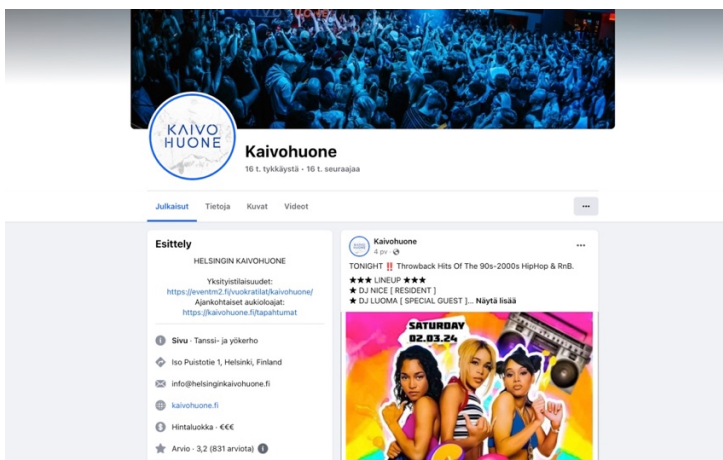 KAIVO
HUONE
Kaivohuone
16 t. tykkäystä • 16 t. seuraajaa
Julkaisut Tietoja Kuvat Videot
Esittely
HELSINGIN KAIVOHUONE
Yksityistilaisuudet:
https://eventm2.fi/vuokratilat/kaivohuone/
Ajankohtaiset aukioloajat:
https://kaivohuone.fi/tapahtumat
Sivu · Tanssi- ja yökerho
Iso Puistotie 1, Helsinki, Finland
info@helsinginkaivohuone.fi
kaivohuone.fi
Hintaluokka · €€€
Arvio · 3,2 (831 arviota)
Kaivohuone
4 pv ·
TONIGHT ‼️ Throwback Hits Of The 90s-2000s HipHop & RnB.
★★★ LINEUP ★★★
★ DJ NICE [ RESIDENT ]
★ DJ LUOMA [ SPECIAL GUEST ]... Näytä lisää
SATURDAY
02.03.24